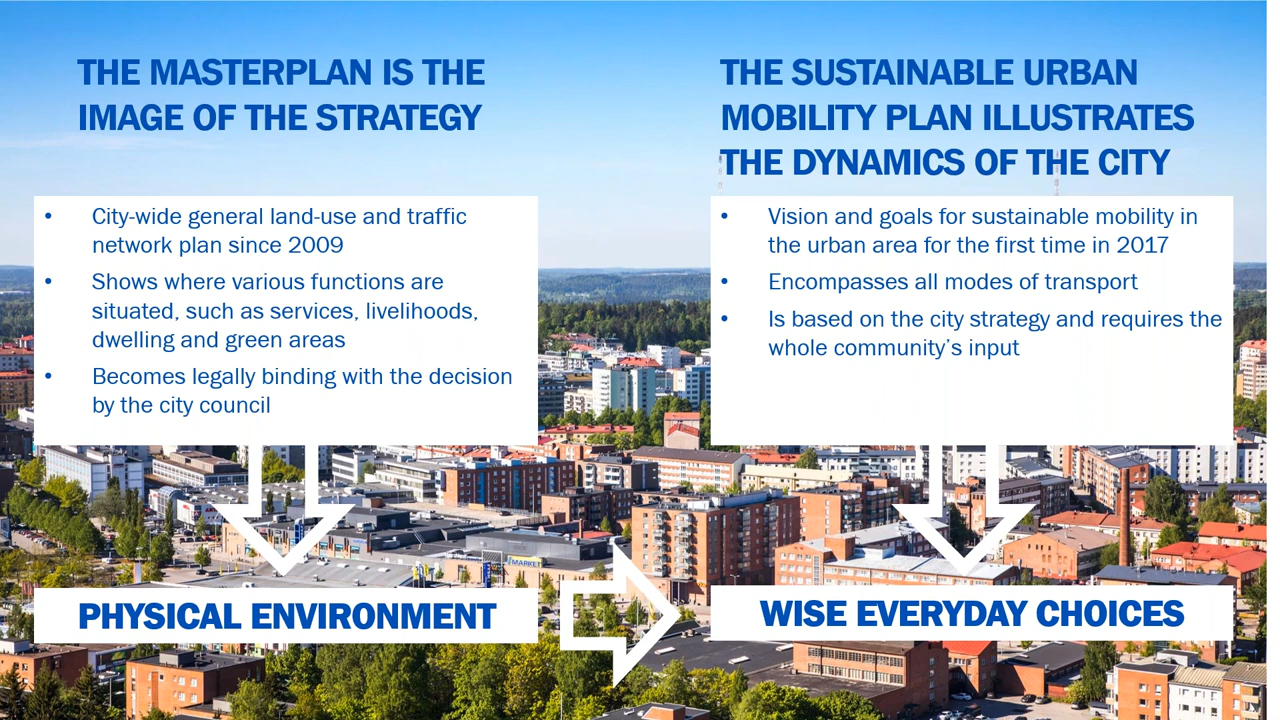 THE MASTERPLAN IS THE
IMAGE OF THE STRATEGY
• City-wide general land-use and traffic
network plan since 2009
• Shows where various functions are
situated, such as services, livelihoods,
dwelling and green areas
• Becomes legally binding with the decision
by the city council
PHYSICAL ENVIRONMENT
THE SUSTAINABLE URBAN
MOBILITY PLAN ILLUSTRATES
THE DYNAMICS OF THE CITY
• Vision and goals for sustainable mobility in
the urban area for the first time in 2017
• Encompasses all modes of transport
• Is based on the city strategy and requires the
whole community’s input
WISE EVERYDAY CHOICES
MARKET